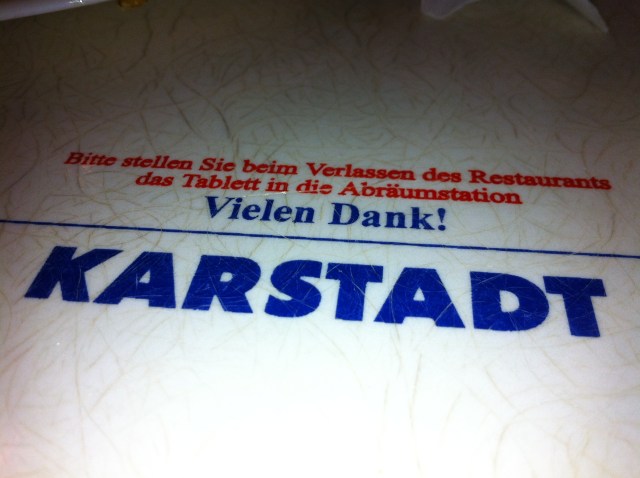 Bitte stellen Sie beim Verlassen des Restaurants
das Tablett in die Abräumstation
Vielen Dank!
KARSTADT